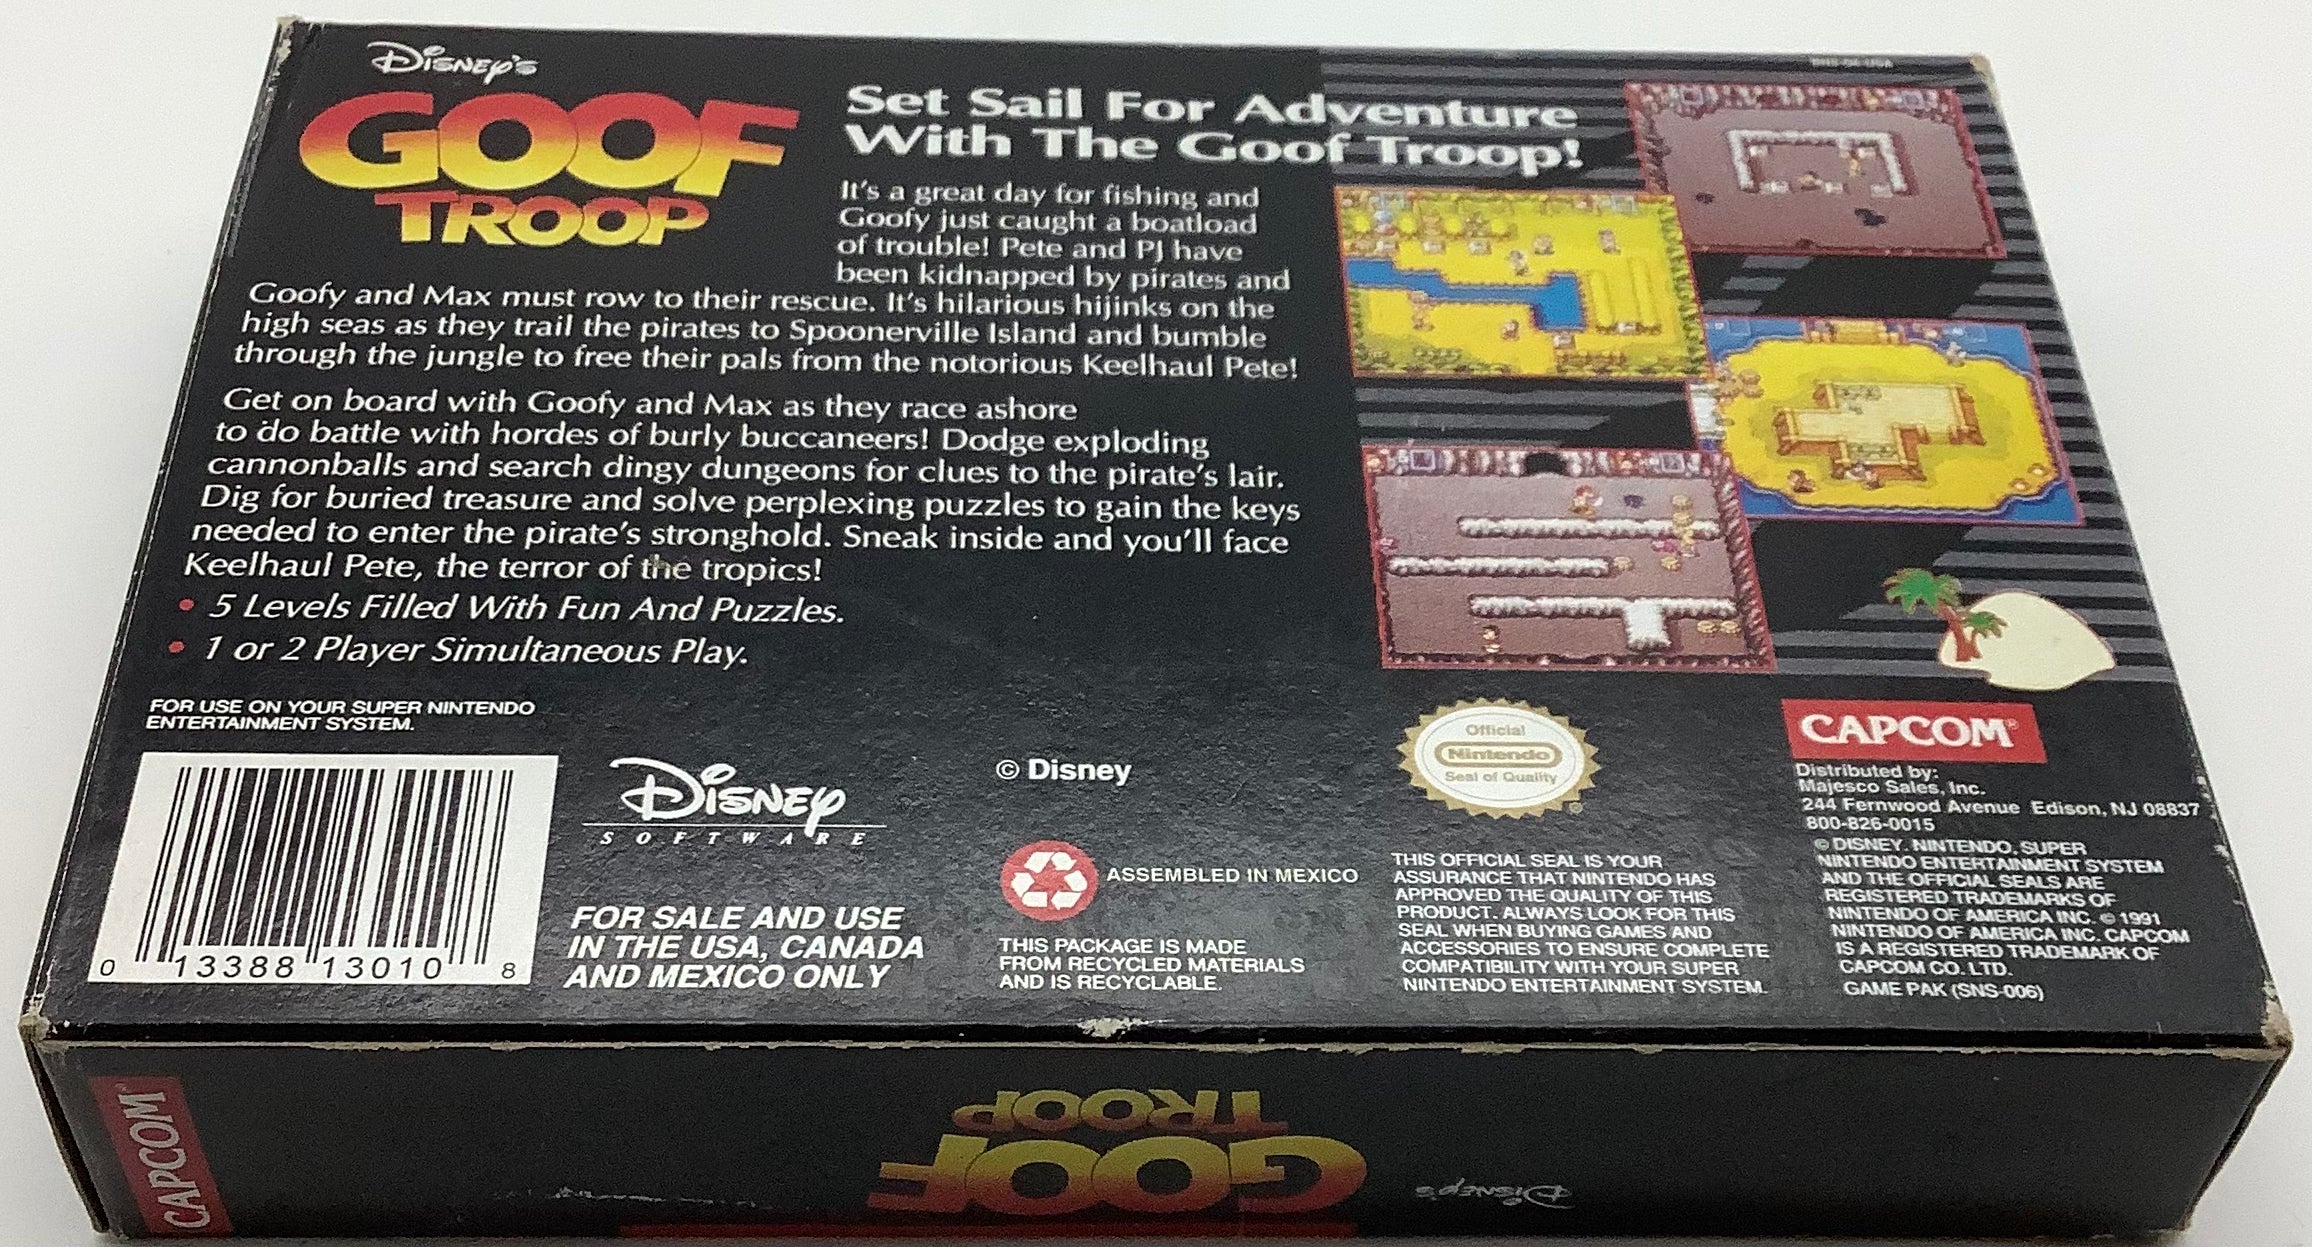 Disney's
GOOF
TROOP
Set Sail For Adventure
With The Goof Troop!
It's a great day for fishing and
Goofy just caught a boatload
of trouble! Pete and PJ have
been kidnapped by pirates and
Goofy and Max must row to their rescue. It's hilarious hijinks on the
high seas as they trail the pirates to Spoonerville Island and bumble
through the jungle to free their pals from the notorious Keelhaul Pete!
Get on board with Goofy and Max as they race ashore
to do battle with hordes of burly buccaneers! Dodge exploding
cannonballs and search dingy dungeons for clues to the pirate's lair.
Dig for buried treasure and solve perplexing puzzles to gain the keys
needed to enter the pirate's stronghold. Sneak inside and you'll face
Keelhaul Pete, the terror of the tropics!
• 5 Levels Filled With Fun And Puzzles.
• 1 or 2 Player Simultaneous Play.
FOR USE ON YOUR SUPER NINTENDO
ENTERTAINMENT SYSTEM.
0 13388 13010 8
Disney
SOFTWARE
FOR SALE AND USE
IN THE USA, CANADA
AND MEXICO ONLY
© Disney
ASSEMBLED IN MEXICO
THIS PACKAGE IS MADE
FROM RECYCLED MATERIALS
AND IS RECYCLABLE.
Official
Nintendo
Seal of Quality
THIS OFFICIAL SEAL IS YOUR
ASSURANCE THAT NINTENDO HAS
APPROVED THE QUALITY OF THIS
PRODUCT. ALWAYS LOOK FOR THIS
SEAL WHEN BUYING GAMES AND
ACCESSORIES TO ENSURE COMPLETE
COMPATIBILITY WITH YOUR SUPER
NINTENDO ENTERTAINMENT SYSTEM.
CAPCOM®
Distributed by:
Majesco Sales, Inc.
244 Fernwood Avenue Edison, NJ 08837
800-826-0015
© DISNEY. NINTENDO, SUPER
NINTENDO ENTERTAINMENT SYSTEM
AND THE OFFICIAL SEALS ARE
REGISTERED TRADEMARKS OF
NINTENDO OF AMERICA INC. © 1991
NINTENDO OF AMERICA INC. CAPCOM
IS A REGISTERED TRADEMARK OF
CAPCOM CO. LTD.
GAME PAK (SNS-006)
CAPCOM
Disney's
GOOF
TROOP